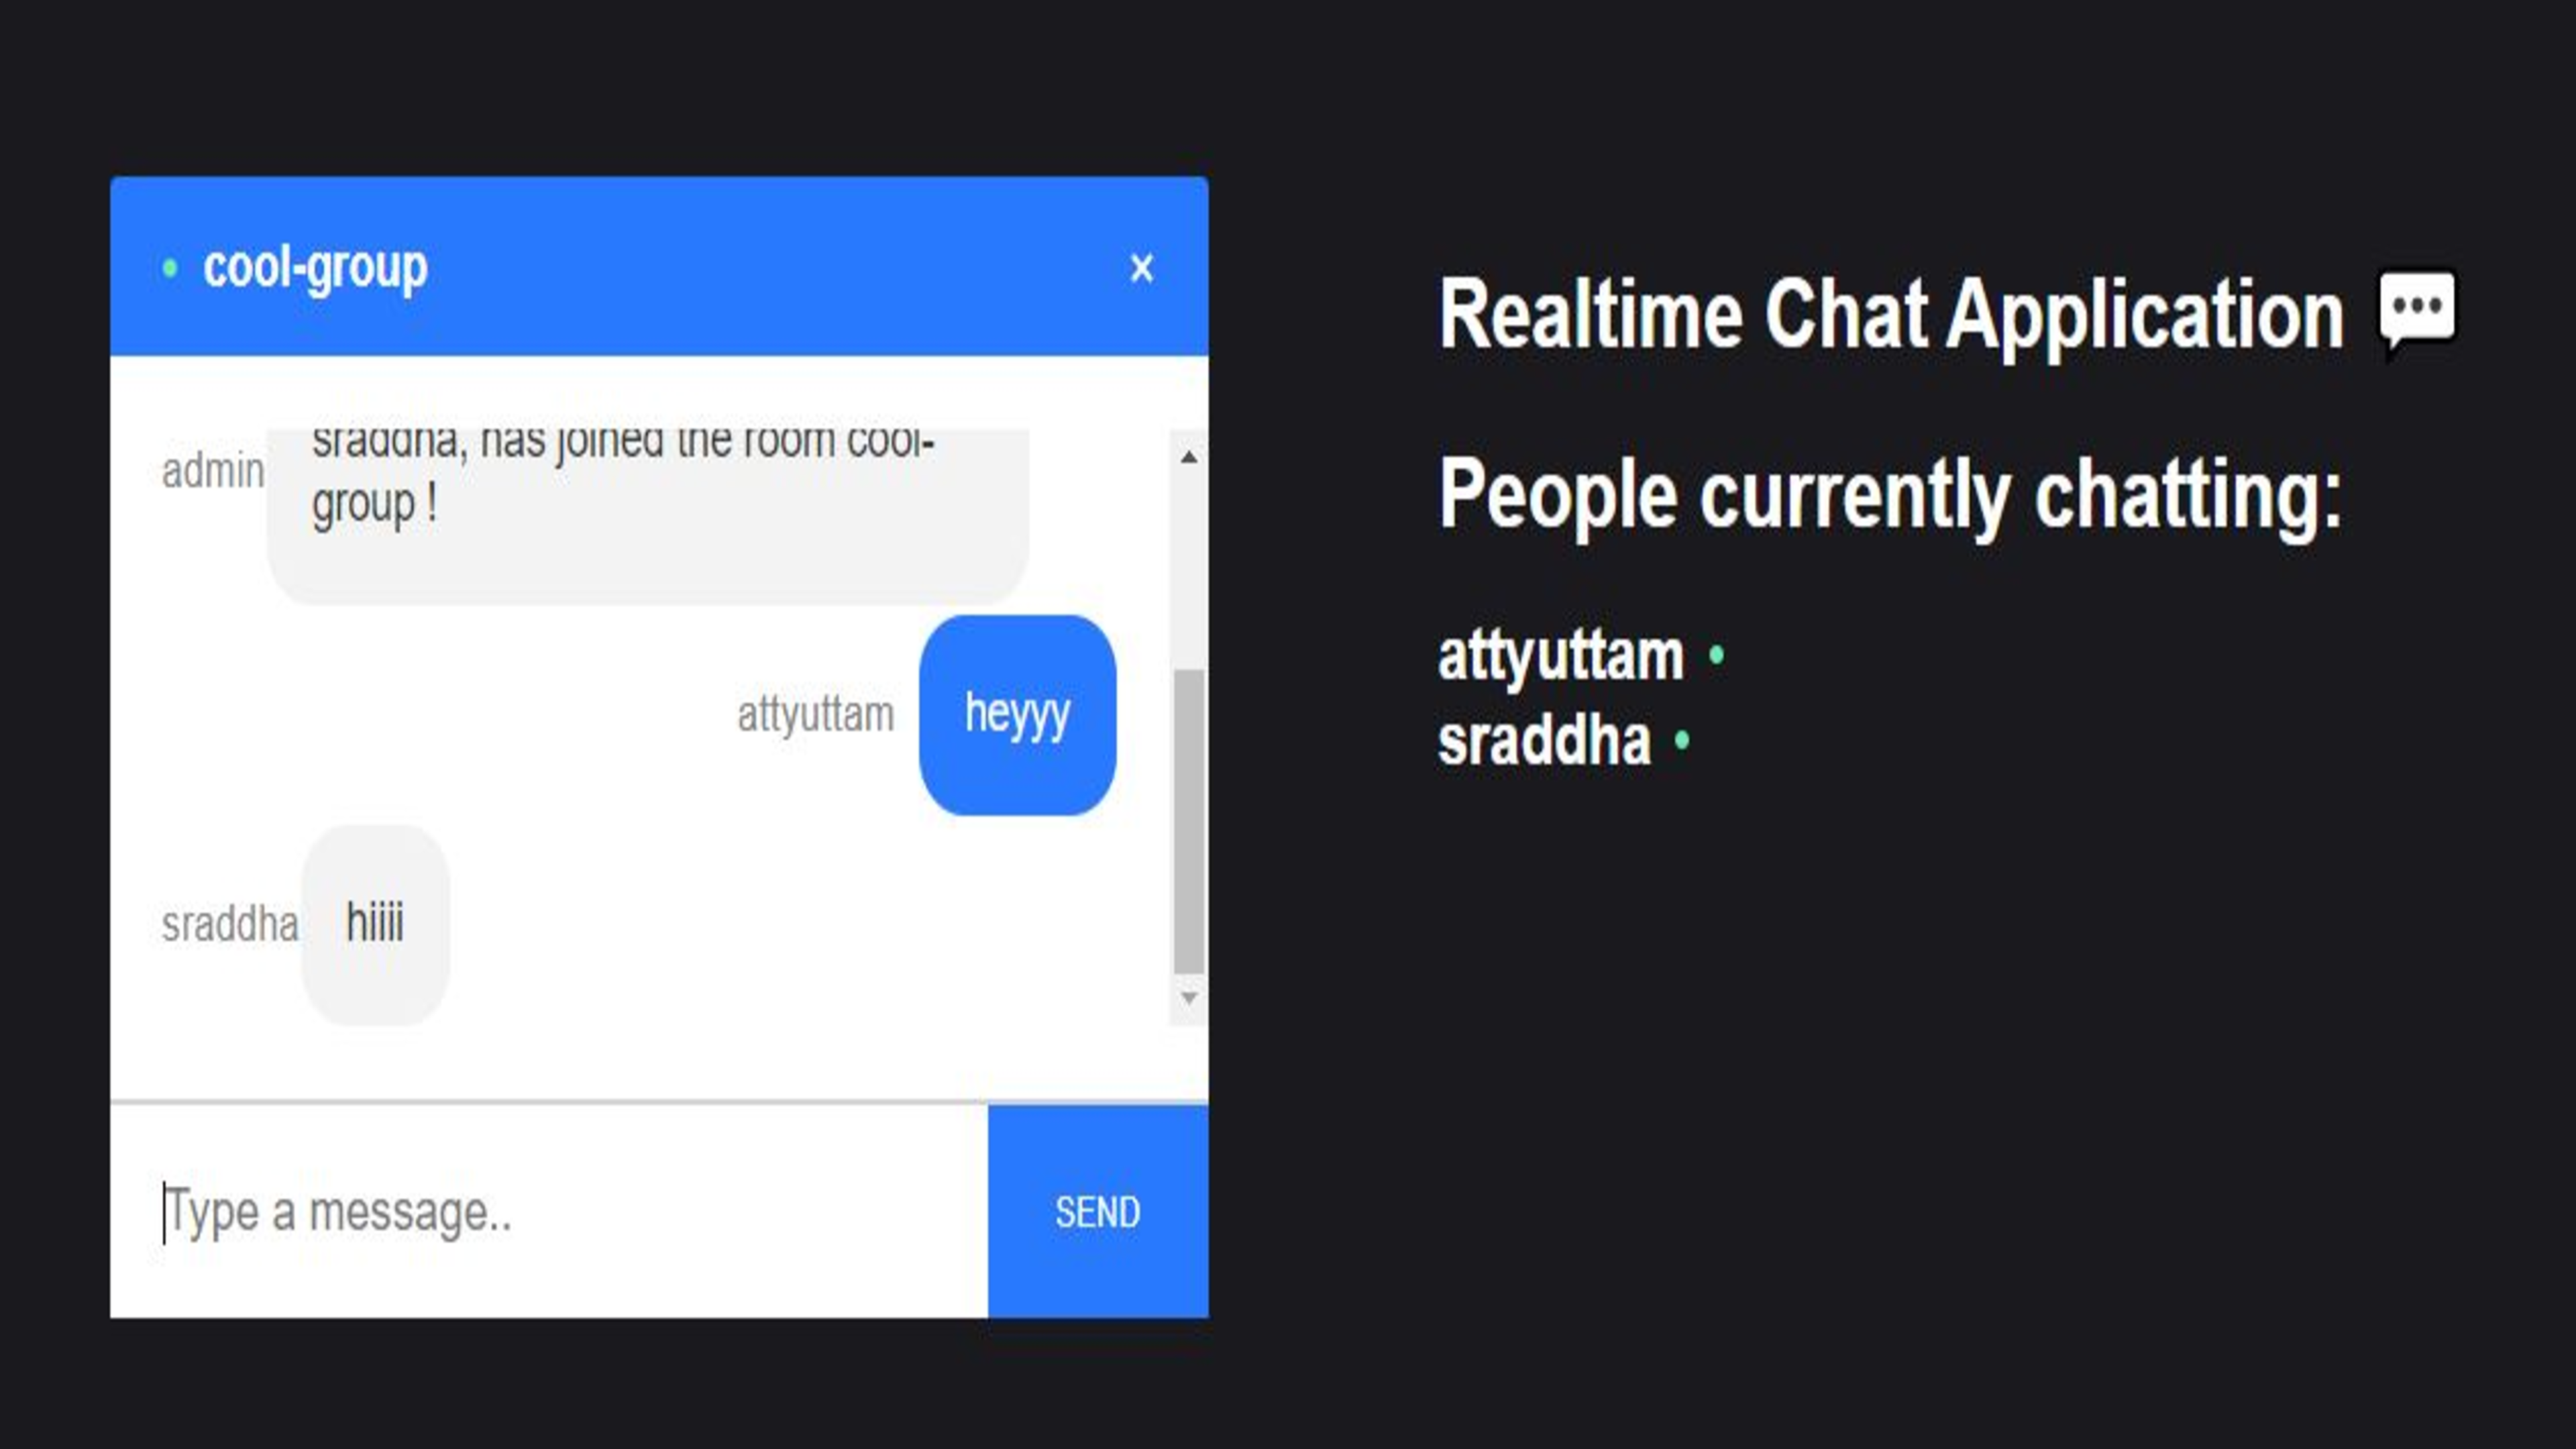 cool-group ×
admin
sraddha, has joined the room cool-
group !
attyuttam
heyyy
sraddha
hiiii
Type a message..
SEND
Realtime Chat Application
People currently chatting:
attyuttam
sraddha